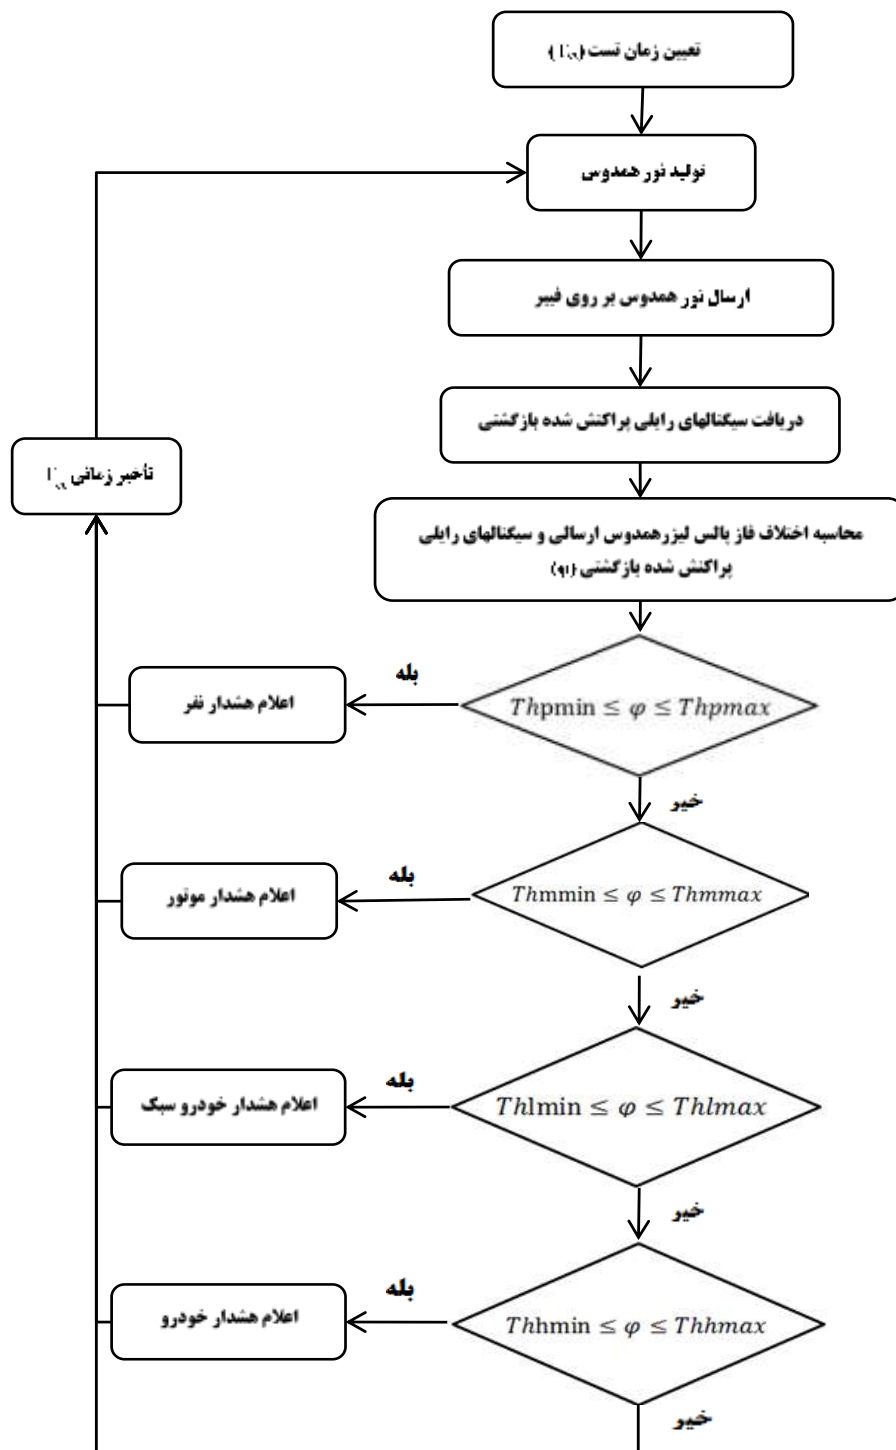 تعیین زمان تست
تولید نور همدوس
ارسال نور همدوس بر روی فیبر
دریافت سیگنالهای رایلی پراکنش شده بازگشتی
تأخیر زمانی
محاسبه اختلاف فاز پالس لیزرهمدوس ارسالی و سیگنالهای رایلی
پراکنش شده بازگشتی (φ)
Thpmin ≤ φ ≤ Thpmax
بله
اعلام هشدار نفر
خیر
Thmmin ≤ φ ≤ Thmmax
بله
اعلام هشدار موتور
خیر
Thlmin ≤ φ ≤ Thlmax
بله
اعلام هشدار خودرو سبک
خیر
Thhmin ≤ φ ≤ Thhmax
بله
اعلام هشدار خودرو
خیر